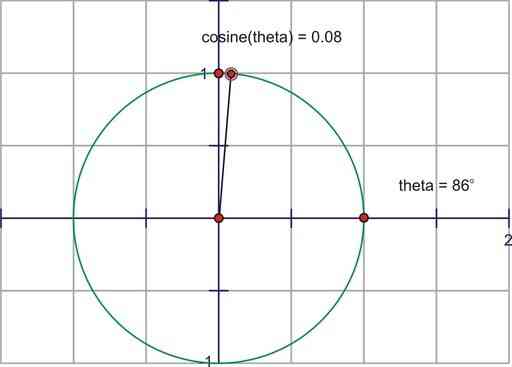 cosine(theta) = 0.08
1
theta = 86°
2
1